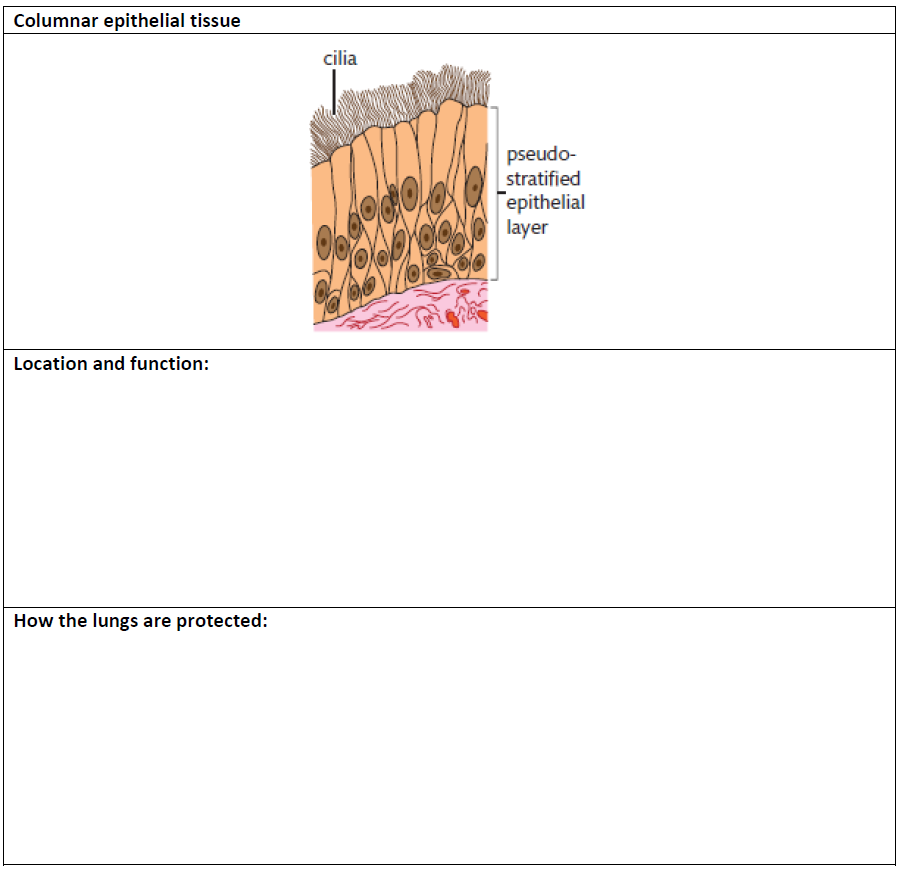 Columnar epithelial tissue
cilia
pseudo-
stratified
epithelial
layer
Location and function:
How the lungs are protected: